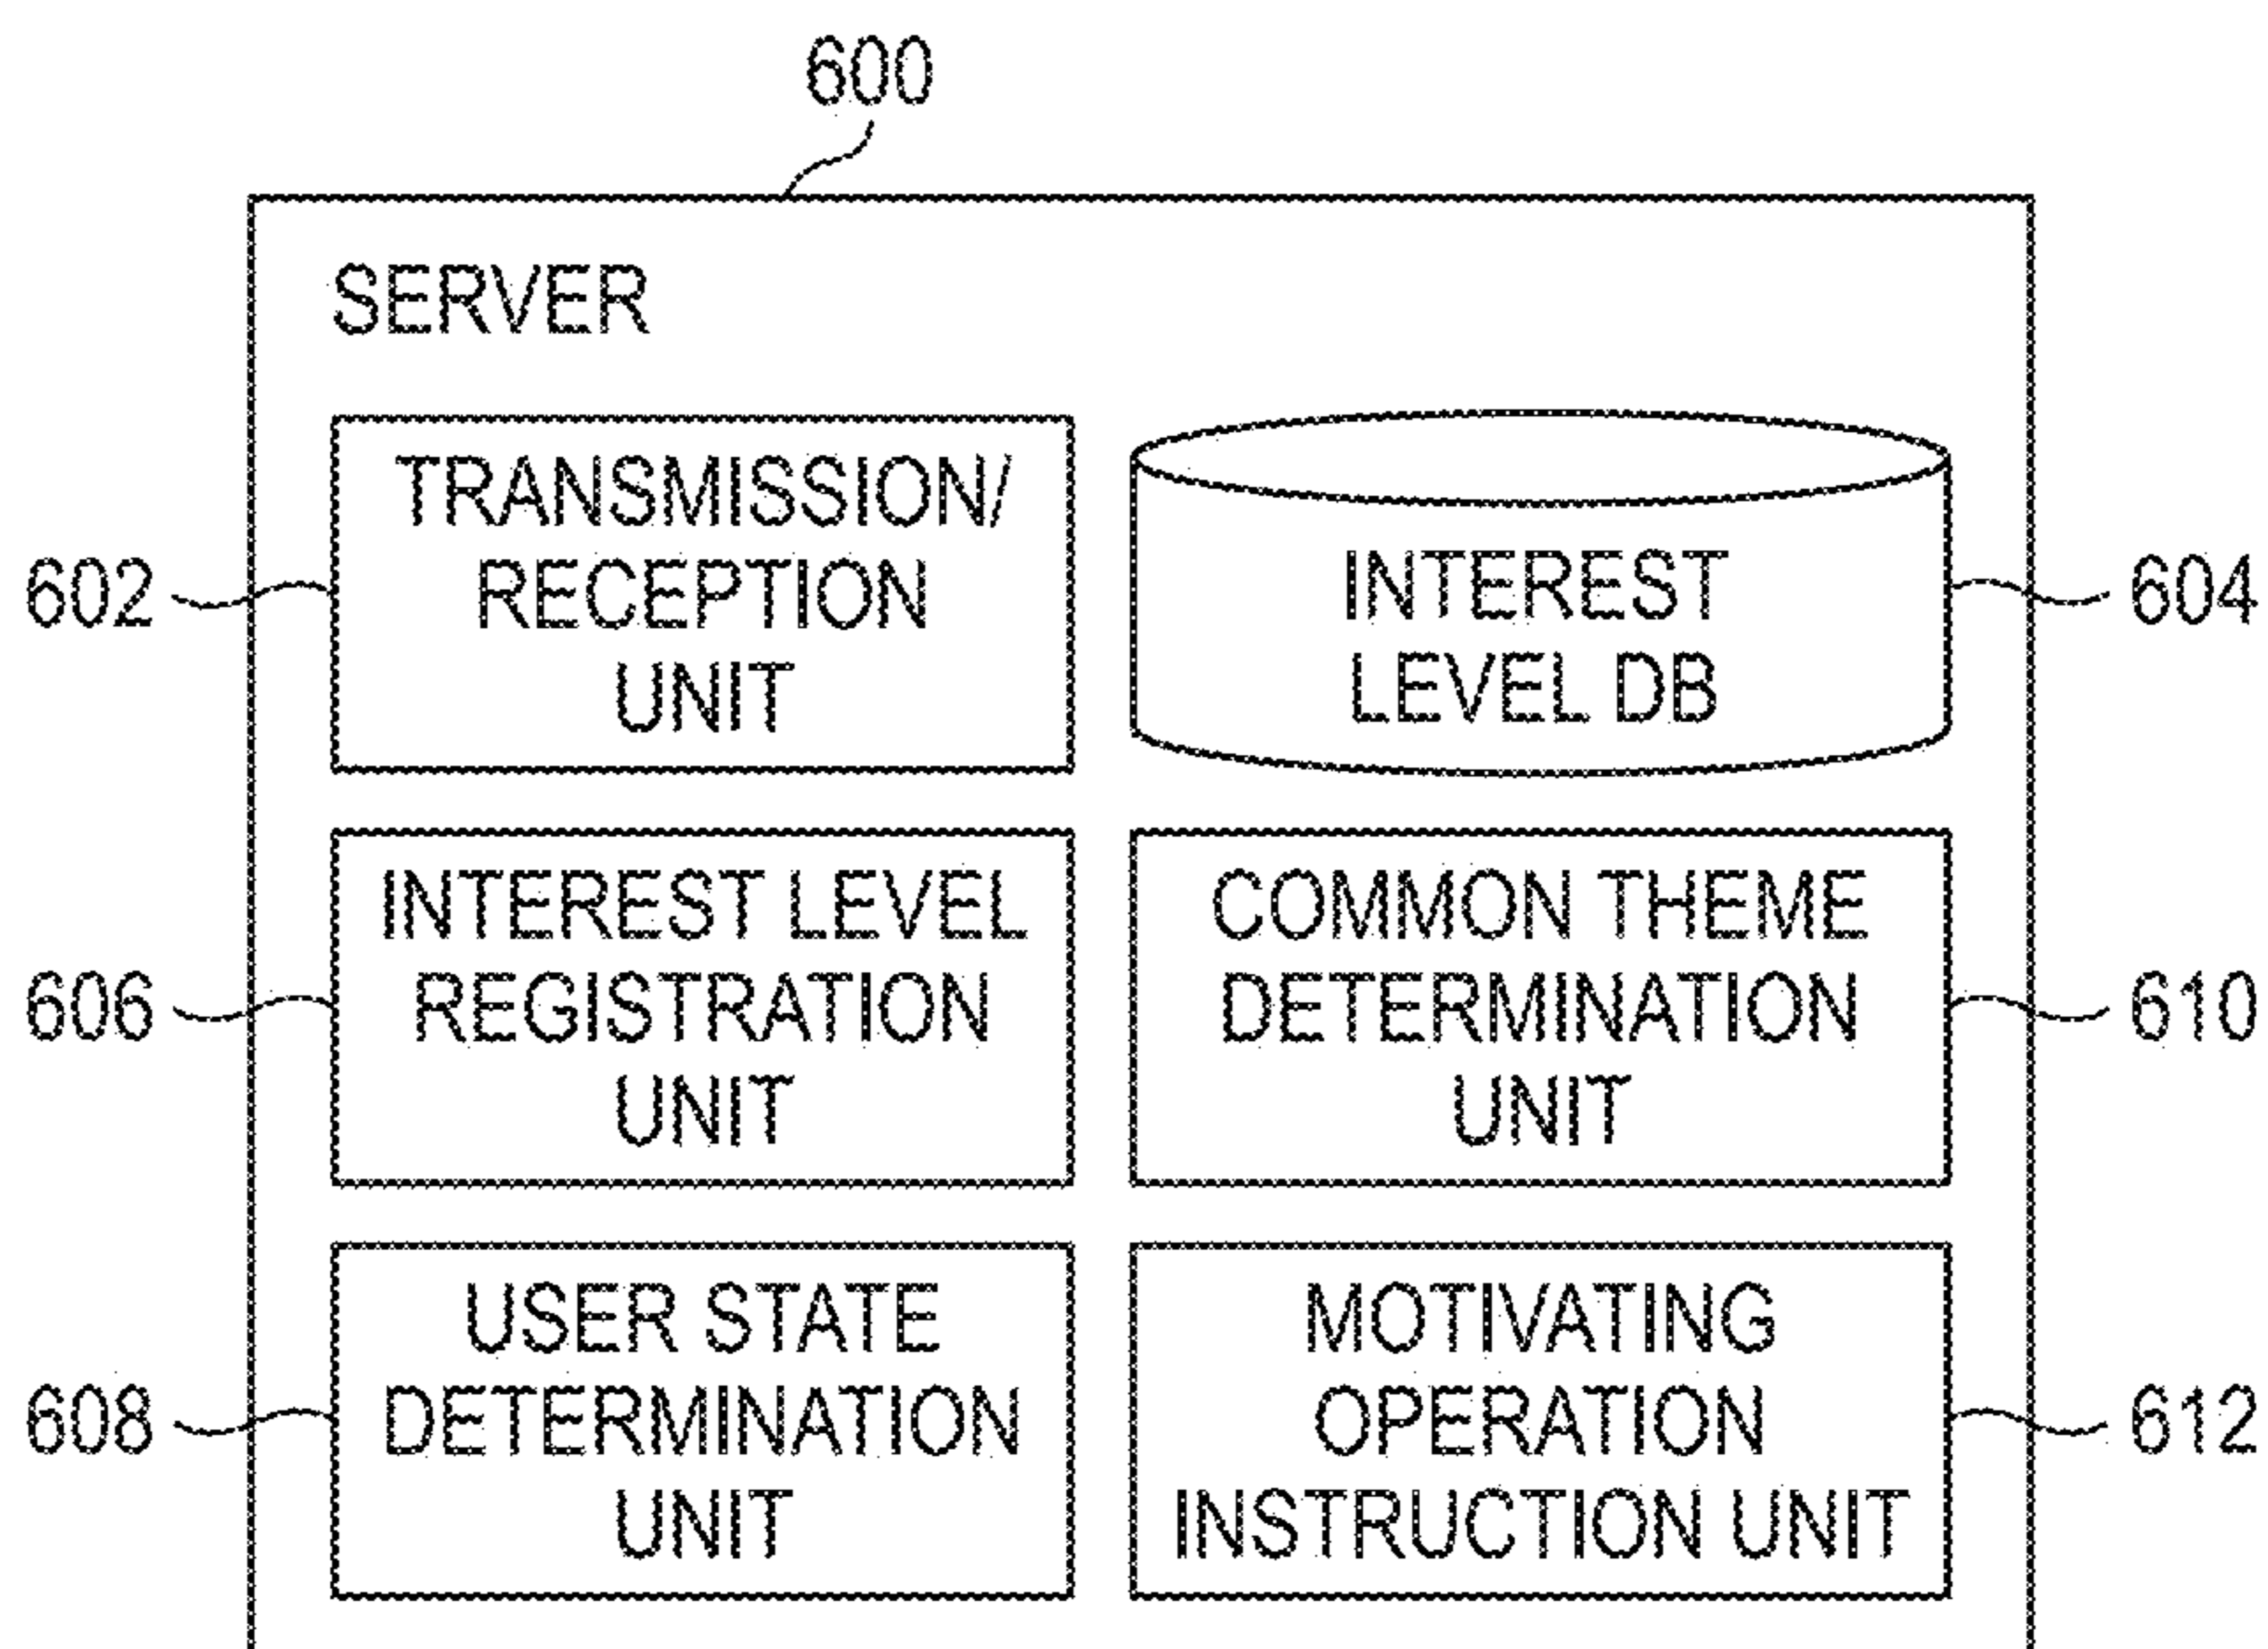 600
SERVER
TRANSMISSION/
RECEPTION
UNIT
602
INTEREST
LEVEL DB
604
INTEREST LEVEL
REGISTRATION
UNIT
606
COMMON THEME
DETERMINATION
UNIT
610
USER STATE
DETERMINATION
UNIT
608
MOTIVATING
OPERATION
INSTRUCTION UNIT
612